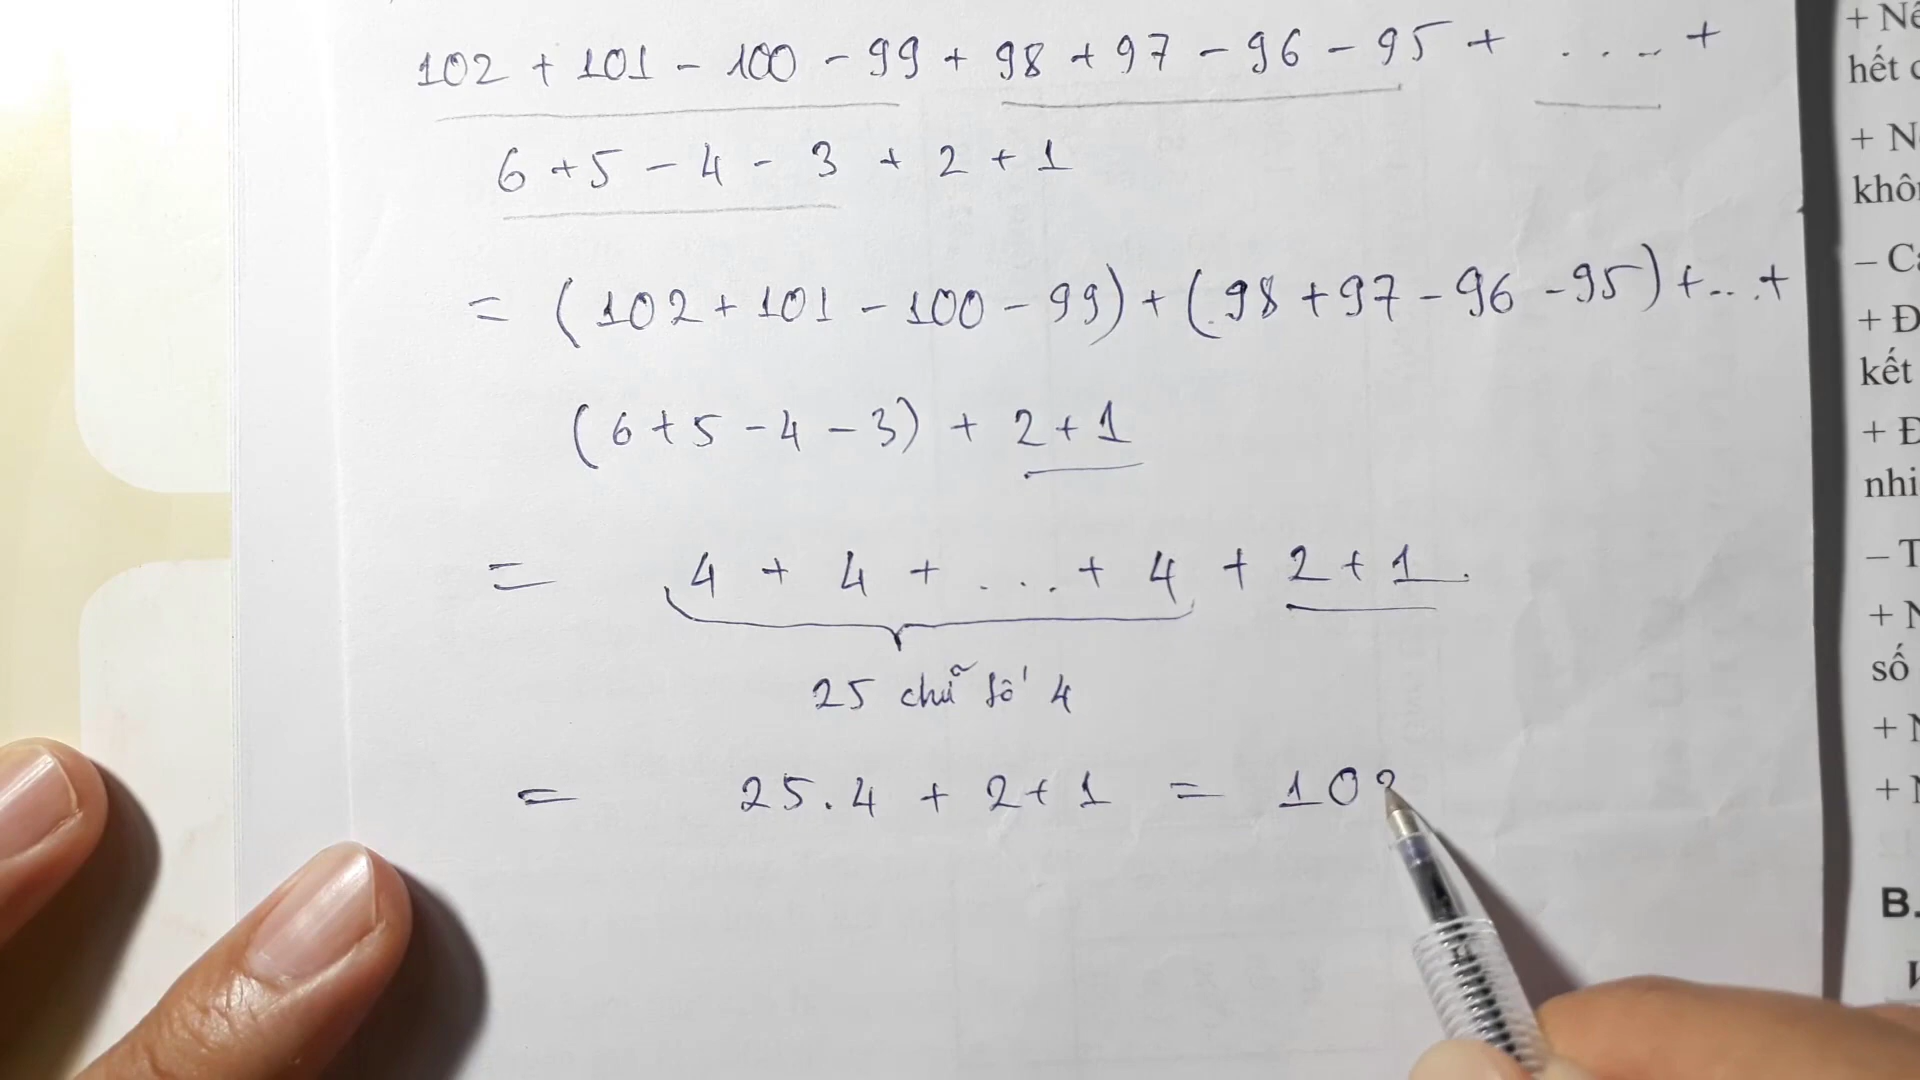 102 + 101 - 100 - 99 + 98 + 97 - 96 - 95 + .... +
6 + 5 - 4 - 3 + 2 + 1
= (102 + 101 - 100 - 99) + (98 + 97 - 96 - 95) + ... +
(6 + 5 - 4 - 3) + 2 + 1
= 4 + 4 + ... + 4 + 2 + 1
25 chữ số 4
= 25.4 + 2 + 1 = 10
+ Nế
hết
+ N
khôn
– Cá
+ Đ
kết
+ Đ
nhi
– T
+ N
số
+ N
+ N
B.